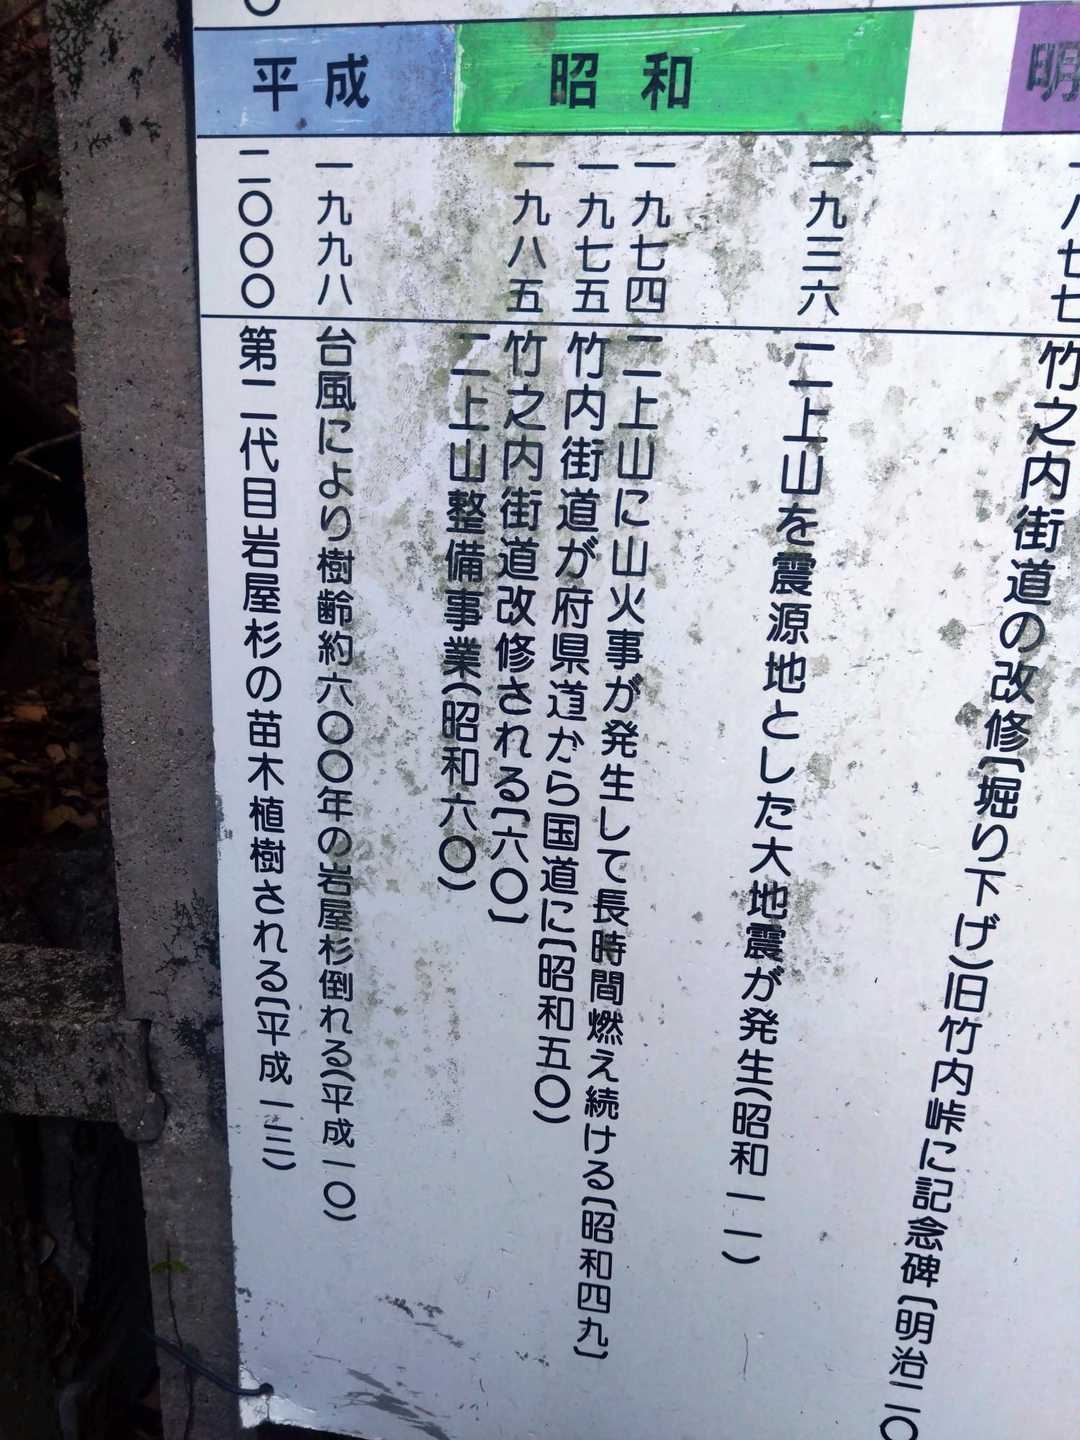 明
一八七七 竹之内街道の改修(堀り下げ)旧竹内峠に記念碑(明治二〇
昭和
一九三六 二上山を震源地とした大地震が発生(昭和一一)
一九七四 二上山に山火事が発生して長時間燃え続ける(昭和四九)
一九七五 竹内街道が府県道から国道に(昭和五〇)
一九八五 竹之内街道改修される(六〇)
二上山整備事業(昭和六〇)
平成
一九九八 台風により樹齢約六〇〇年の岩屋杉倒れる(平成一〇)
二〇〇〇 第二代目岩屋杉の苗木植樹される(平成一二)